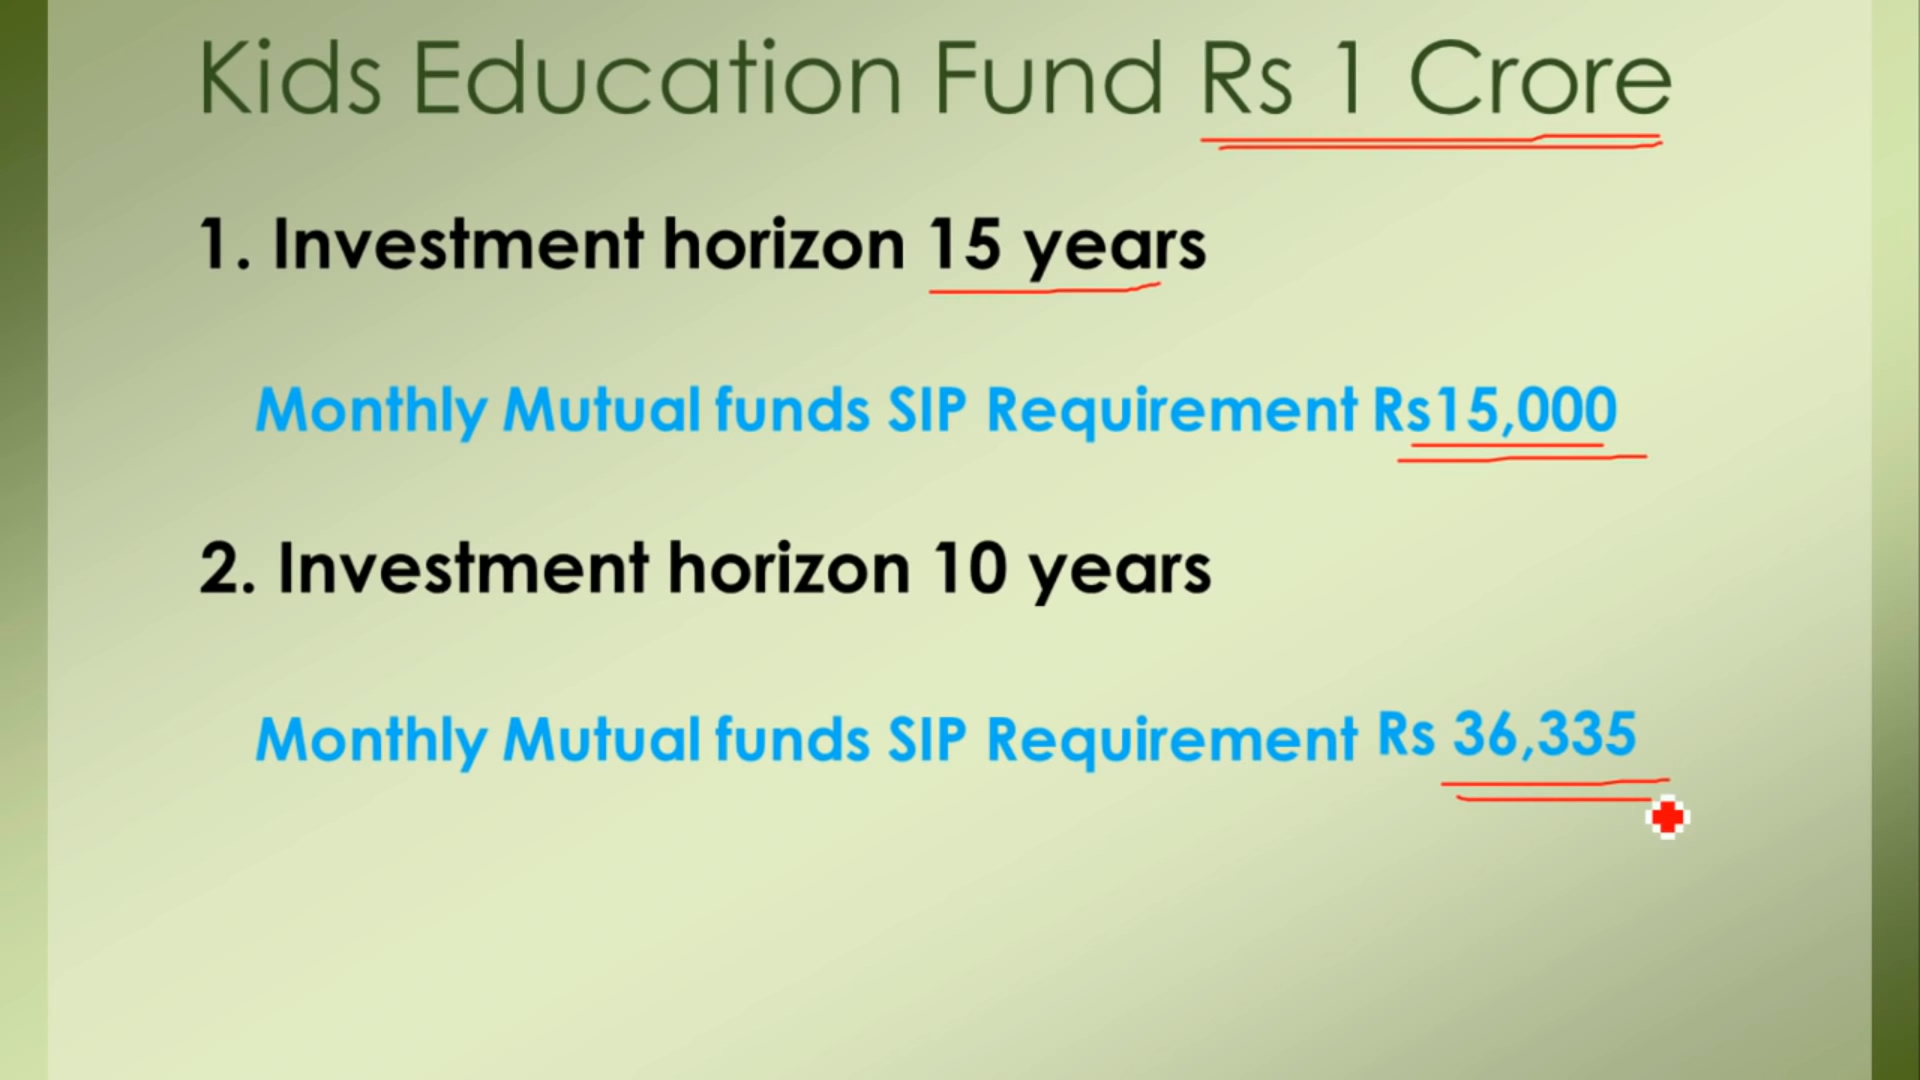 Kids Education Fund Rs 1 Crore
1. Investment horizon 15 years
Monthly Mutual funds SIP Requirement Rs15,000
2. Investment horizon 10 years
Monthly Mutual funds SIP Requirement Rs 36,335